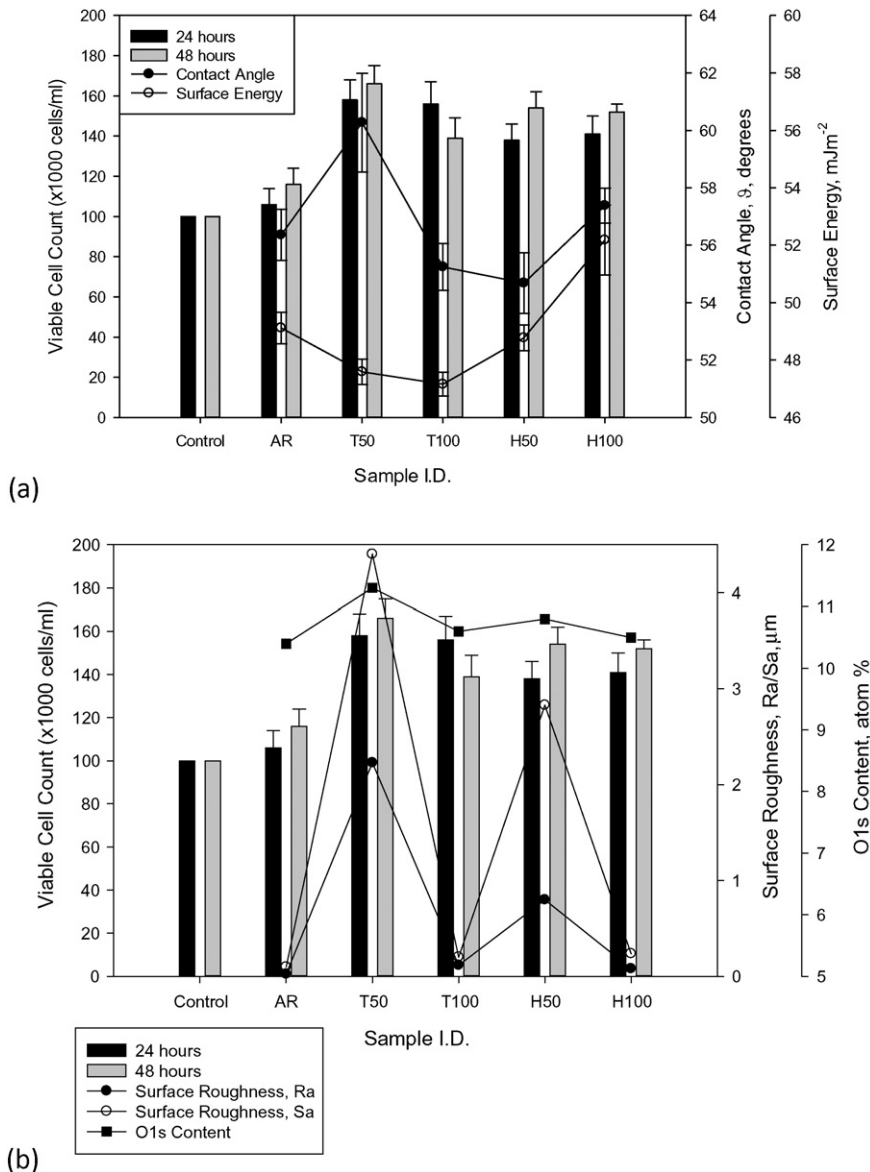 200
180
160
140
120
100
80
60
40
20
0
Viable Cell Count (x1000 cells/ml)
24 hours
48 hours
Contact Angle
Surface Energy
64
62
60
58
56
54
52
50
Contact Angle, ϑ, degrees
60
58
56
54
52
50
48
46
Surface Energy, mJm⁻²
Control AR T50 T100 H50 H100
Sample I.D.
(a)
200
180
160
140
120
100
80
60
40
20
0
Viable Cell Count (x1000 cells/ml)
4
3
2
1
0
Surface Roughness, Ra/Sa,μm
12
11
10
9
8
7
6
5
O1s Content, atom %
Control AR T50 T100 H50 H100
Sample I.D.
24 hours
48 hours
Surface Roughness, Ra
Surface Roughness, Sa
O1s Content
(b)